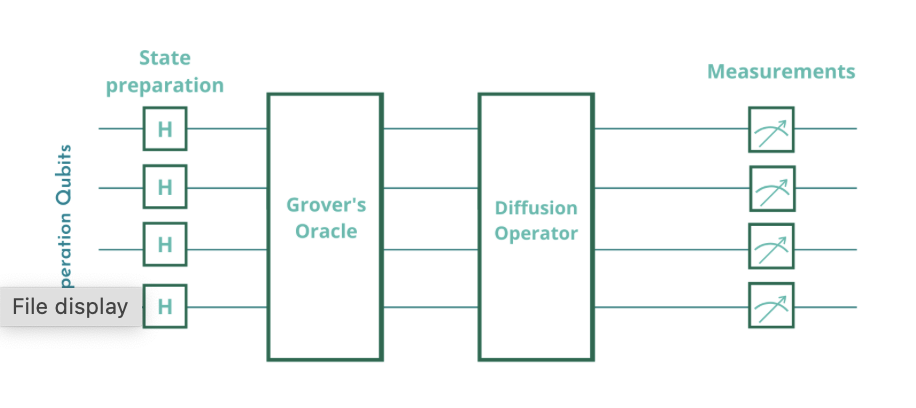 State
preparation
Measurements
H
H
H
H
Grover's
Oracle
Diffusion
Operator
peration Qubits
File display